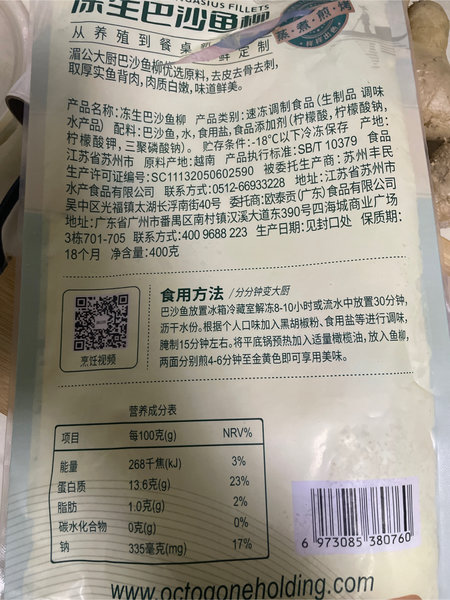 PANGASIUS FILLETS
冻生巴沙鱼柳
从养殖到餐桌
鲜定制
蒸煮煎烤
湄公大厨巴沙鱼柳优选原料,去皮去骨去刺,
取厚实鱼背肉,肉质白嫩,味道鲜美。
产品名称:冻生巴沙鱼柳 产品类别:速冻调制食品(生制品 调味
水产品) 配料:巴沙鱼,水,食用盐,食品添加剂(柠檬酸,柠檬酸钠,
柠檬酸钾,三聚磷酸钠)。 贮存条件:-18℃以下冷冻保存 产地:
江苏省苏州市 原料产地:越南 产品执行标准:SB/T 10379 食品
生产许可证编号:SC11132050602590 被委托生产商:苏州丰民
水产食品有限公司 联系方式:0512-66933228 地址:江苏省苏州市
吴中区光福镇太湖长浮南街40号 委托商:欧泰贡(广东)食品有限公司
地址:广东省广州市番禺区南村镇汉溪大道东390号四海城商业广场
3栋701-705 联系方式:400 9688 223 生产日期:见封口处 保质期:
18个月 净含量:400克
食用方法 /分分钟变大厨
巴沙鱼放置冰箱冷藏室解冻8-10小时或流水中放置30分钟,
沥干水份。根据个人口味加入黑胡椒粉、食用盐等进行调味,
腌制15分钟左右。将平底锅预热加入适量橄榄油,放入鱼柳,
两面分别煎4-6分钟至金黄色即可享用美味。
烹饪视频
营养成分表
项目 每100克(g) NRV%
能量 268千焦(kJ) 3%
蛋白质 13.6克(g) 23%
脂肪 1.0克(g) 2%
碳水化合物 0克(g) 0%
钠 335毫克(mg) 17%
6 973085 380760
www.octogoneholding.com